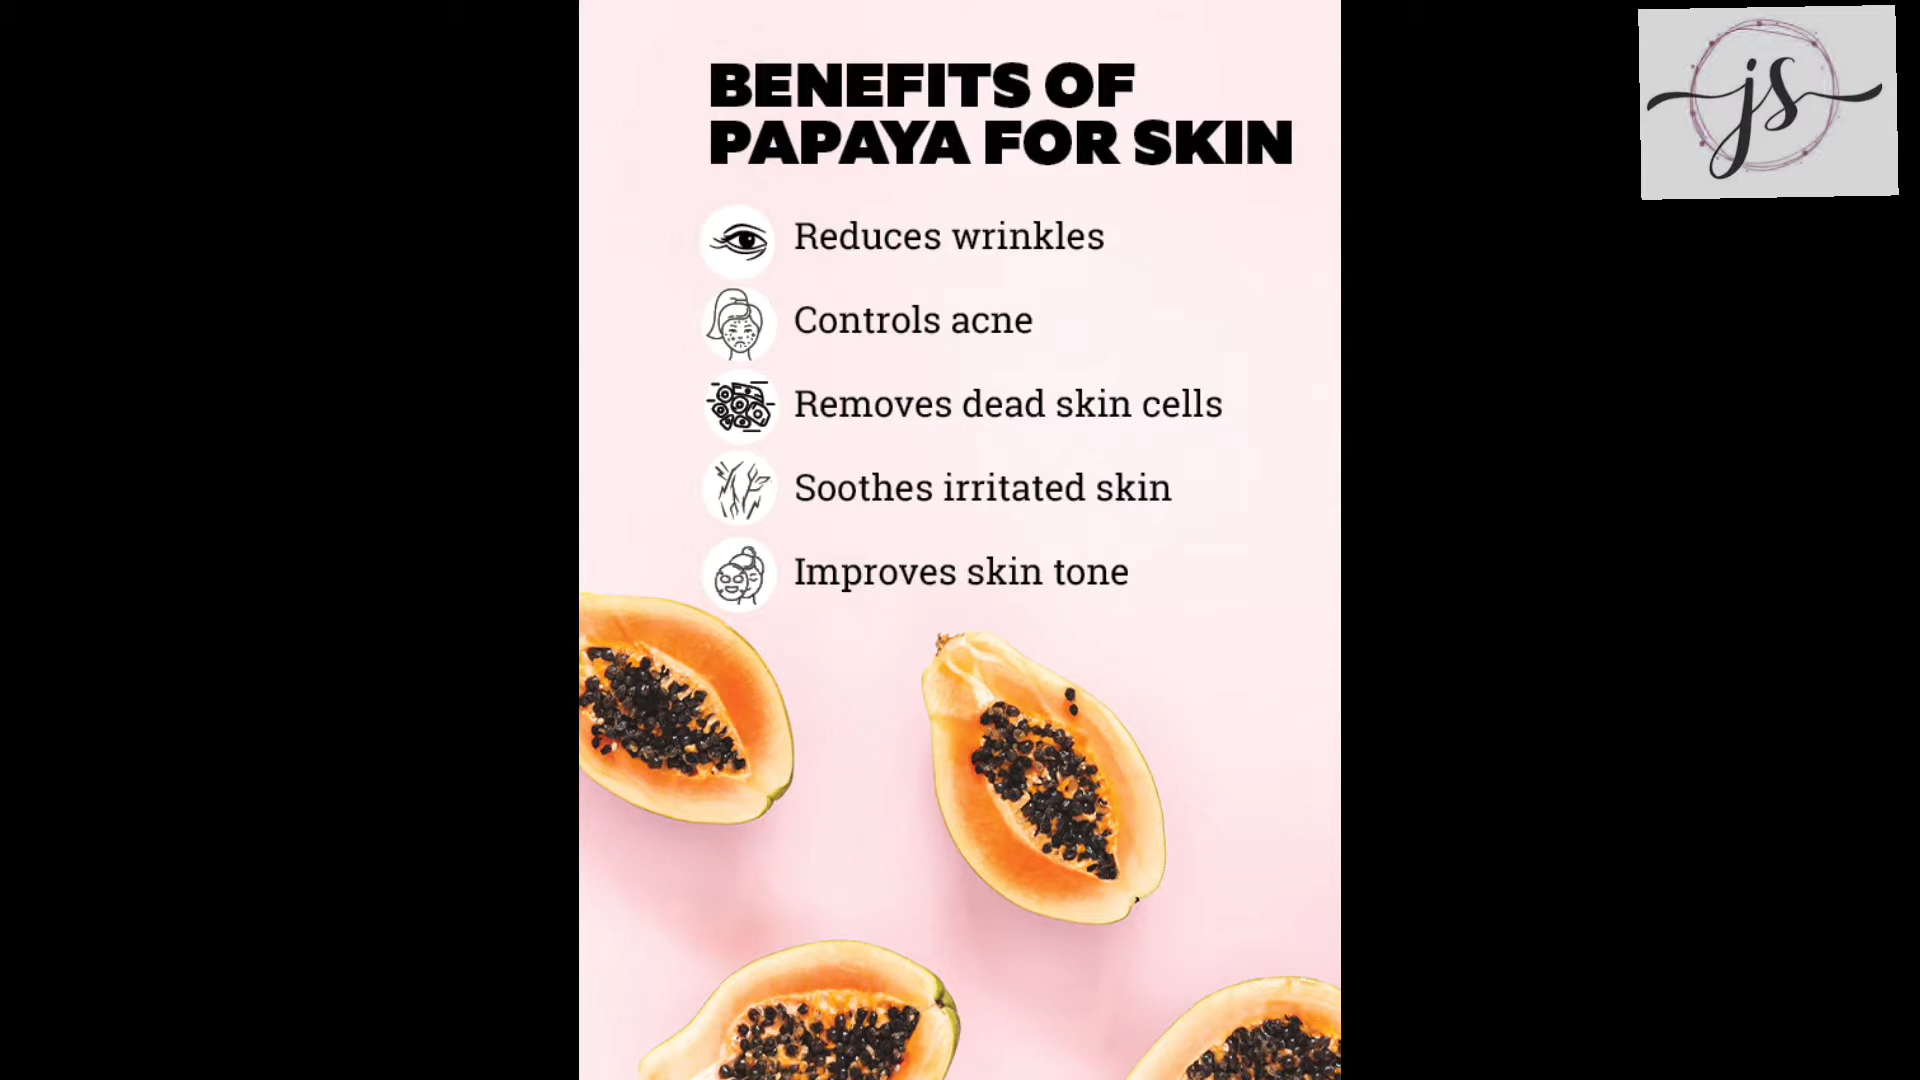 BENEFITS OF
PAPAYA FOR SKIN
Reduces wrinkles
Controls acne
Removes dead skin cells
Soothes irritated skin
Improves skin tone
js